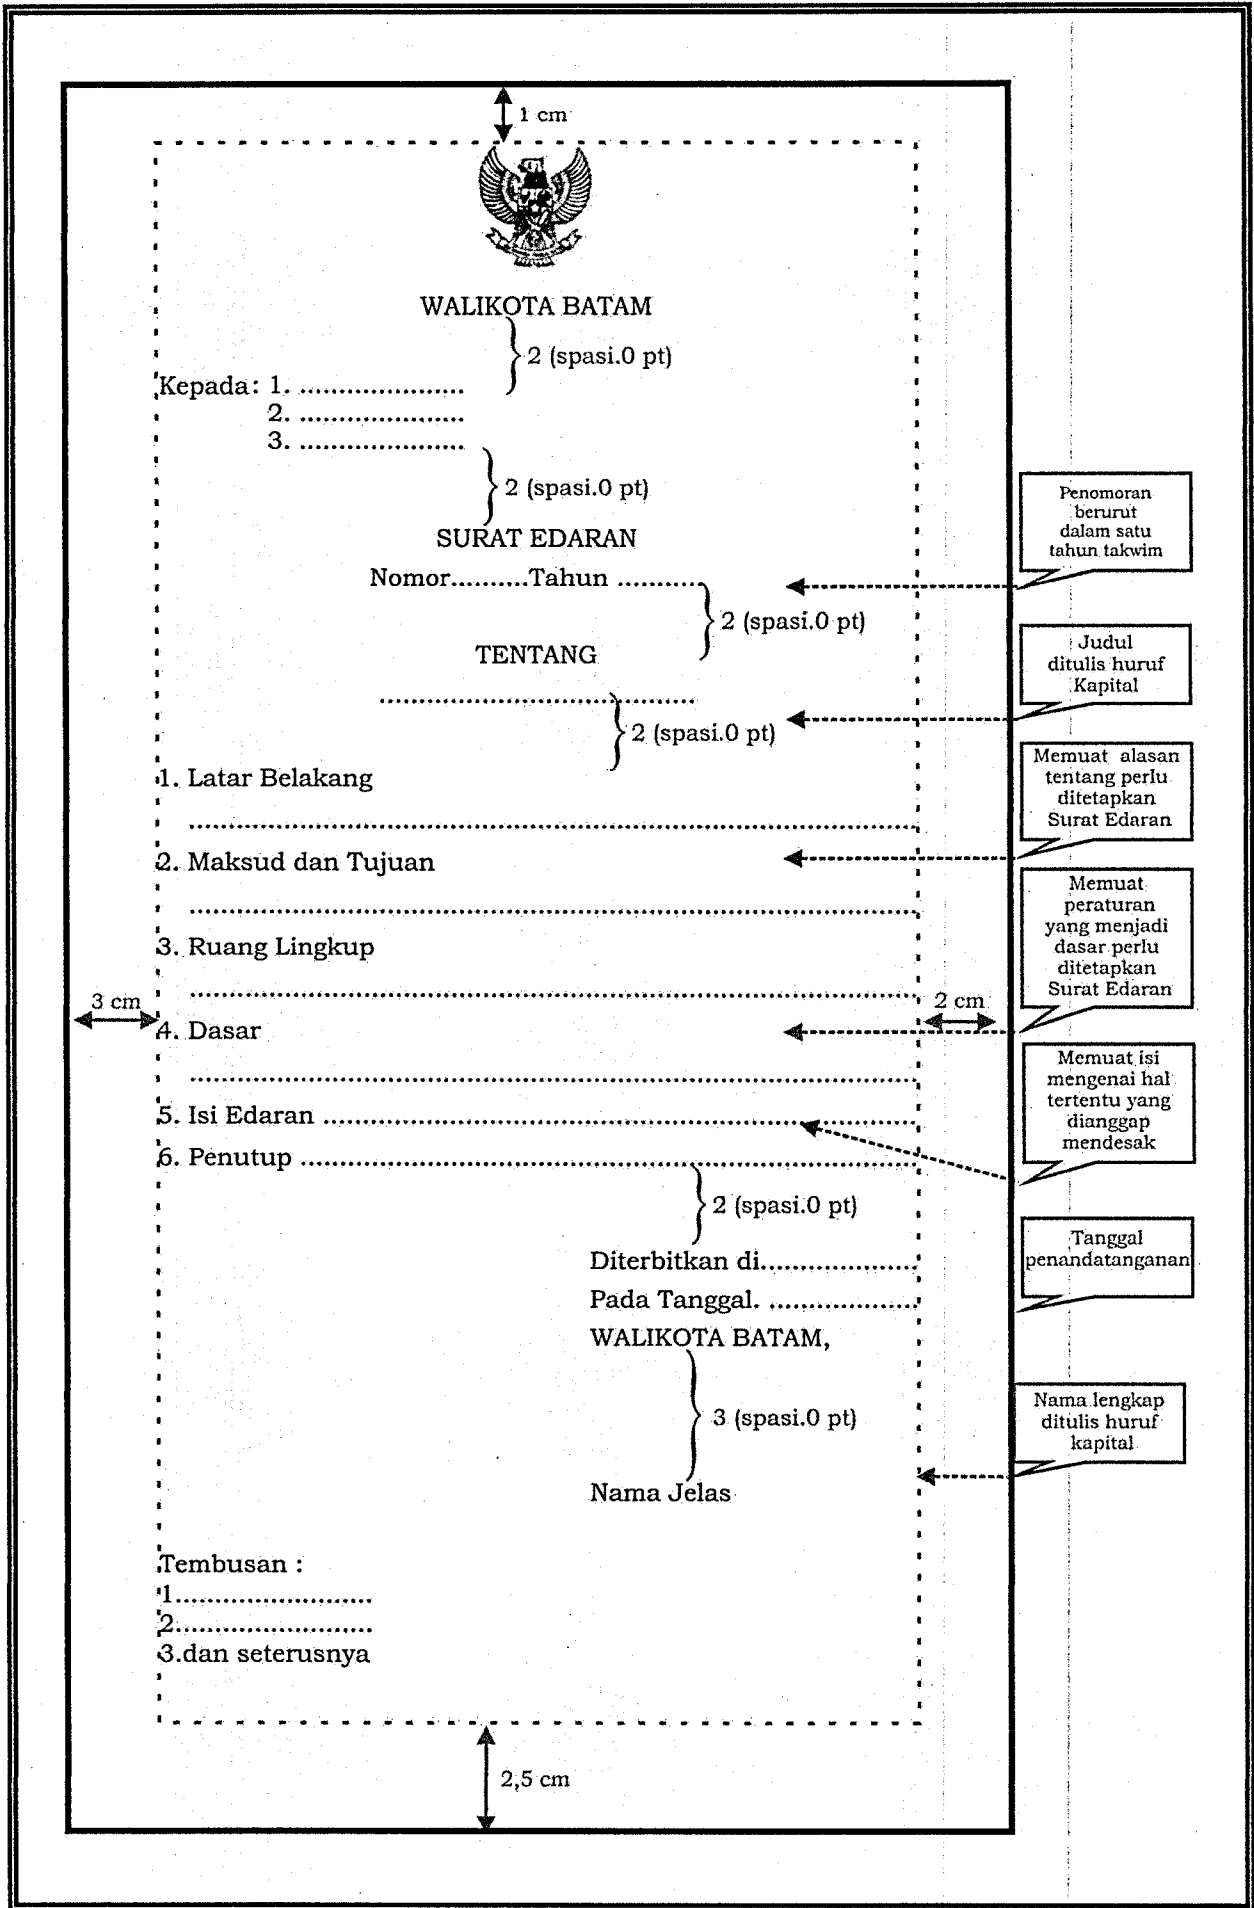 1 cm
WALIKOTA BATAM
2 (spasi.0 pt)
Kepada: 1. .....................
2. .....................
3. .....................
2 (spasi.0 pt)
SURAT EDARAN
Nomor..........Tahun ...........
2 (spasi.0 pt)
TENTANG
........................................
2 (spasi.0 pt)
1. Latar Belakang
................................................................................
2. Maksud dan Tujuan
................................................................................
3. Ruang Lingkup
................................................................................
4. Dasar
................................................................................
5. Isi Edaran ................................................................
6. Penutup ................................................................
2 (spasi.0 pt)
Diterbitkan di....................
Pada Tanggal. ...................
WALIKOTA BATAM,
3 (spasi.0 pt)
Nama Jelas
Tembusan :
1.........................
2.........................
3.dan seterusnya
3 cm
2 cm
2,5 cm
Penomoran
berurut
dalam satu
tahun takwim
Judul
ditulis huruf
Kapital
Memuat alasan
tentang perlu
ditetapkan
Surat Edaran
Memuat
peraturan
yang menjadi
dasar perlu
ditetapkan
Surat Edaran
Memuat isi
mengenai hal
tertentu yang
dianggap
mendesak
Tanggal
penandatanganan
Nama lengkap
ditulis huruf
kapital